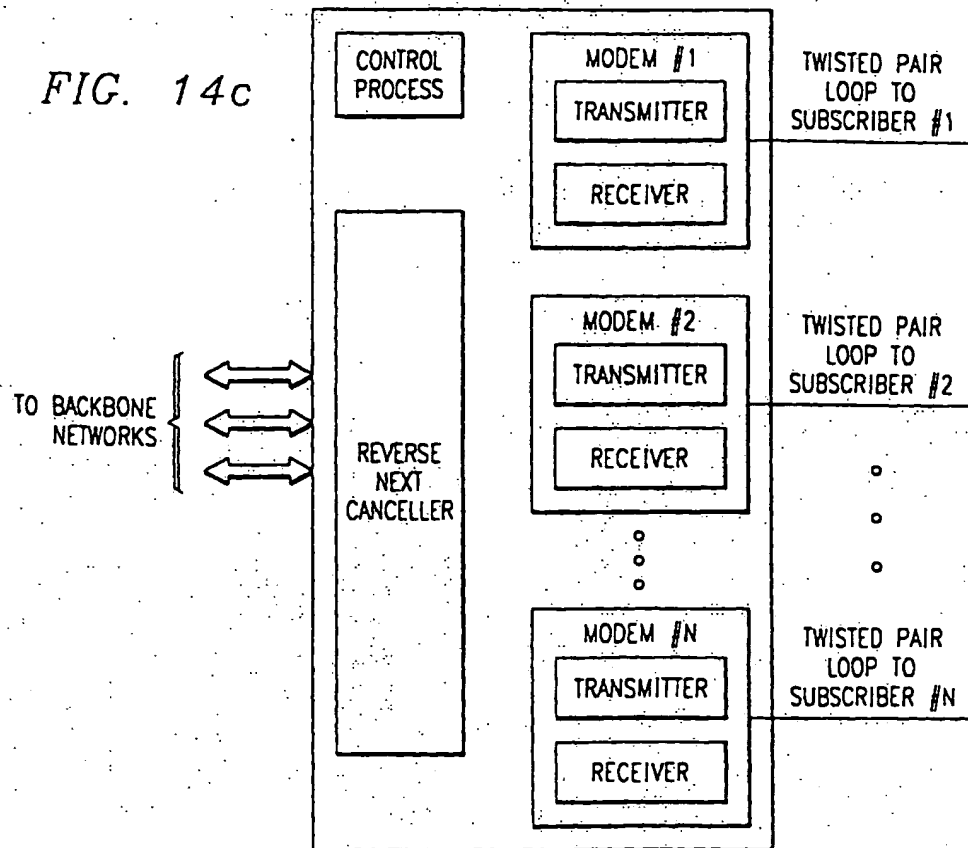 FIG. 14c
CONTROL
PROCESS
REVERSE
NEXT
CANCELLER
TO BACKBONE
NETWORKS
MODEM #1
TRANSMITTER
RECEIVER
TWISTED PAIR
LOOP TO
SUBSCRIBER #1
MODEM #2
TRANSMITTER
RECEIVER
TWISTED PAIR
LOOP TO
SUBSCRIBER #2
MODEM #N
TRANSMITTER
RECEIVER
TWISTED PAIR
LOOP TO
SUBSCRIBER #N